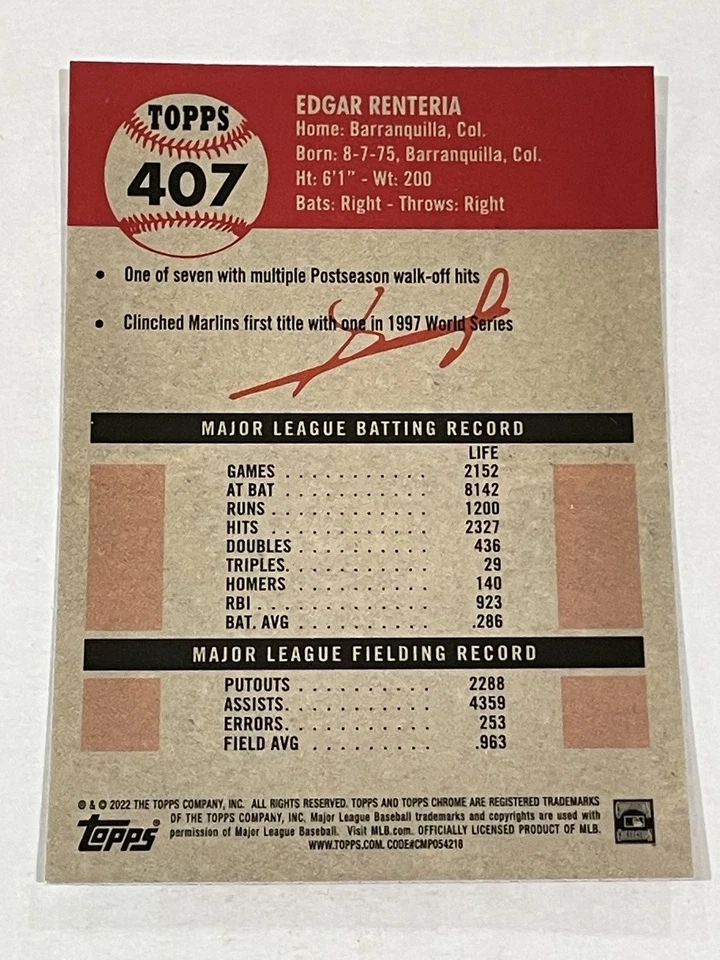 TOPPS
407
EDGAR RENTERIA
Home: Barranquilla, Col.
Born: 8-7-75, Barranquilla, Col.
Ht: 6'1" - Wt: 200
Bats: Right - Throws: Right
• One of seven with multiple Postseason walk-off hits
• Clinched Marlins first title with one in 1997 World Series
MAJOR LEAGUE BATTING RECORD
LIFE
GAMES . . . . . . . . . . 2152
AT BAT . . . . . . . . . . 8142
RUNS . . . . . . . . . . . 1200
HITS . . . . . . . . . . . 2327
DOUBLES . . . . . . . . . 436
TRIPLES. . . . . . . . . . 29
HOMERS . . . . . . . . . 140
RBI . . . . . . . . . . . . 923
BAT. AVG . . . . . . . . . .286
MAJOR LEAGUE FIELDING RECORD
PUTOUTS . . . . . . . . . 2288
ASSISTS. . . . . . . . . . 4359
ERRORS. . . . . . . . . . 253
FIELD AVG . . . . . . . . .963
® & © 2022 THE TOPPS COMPANY, INC. ALL RIGHTS RESERVED. TOPPS AND TOPPS CHROME ARE REGISTERED TRADEMARKS
OF THE TOPPS COMPANY, INC. Major League Baseball trademarks and copyrights are used with
permission of Major League Baseball. Visit MLB.com. OFFICIALLY LICENSED PRODUCT OF MLB.
WWW.TOPPS.COM. CODE#CMP054218
Topps®
COOPERSTOWN
COLLECTION